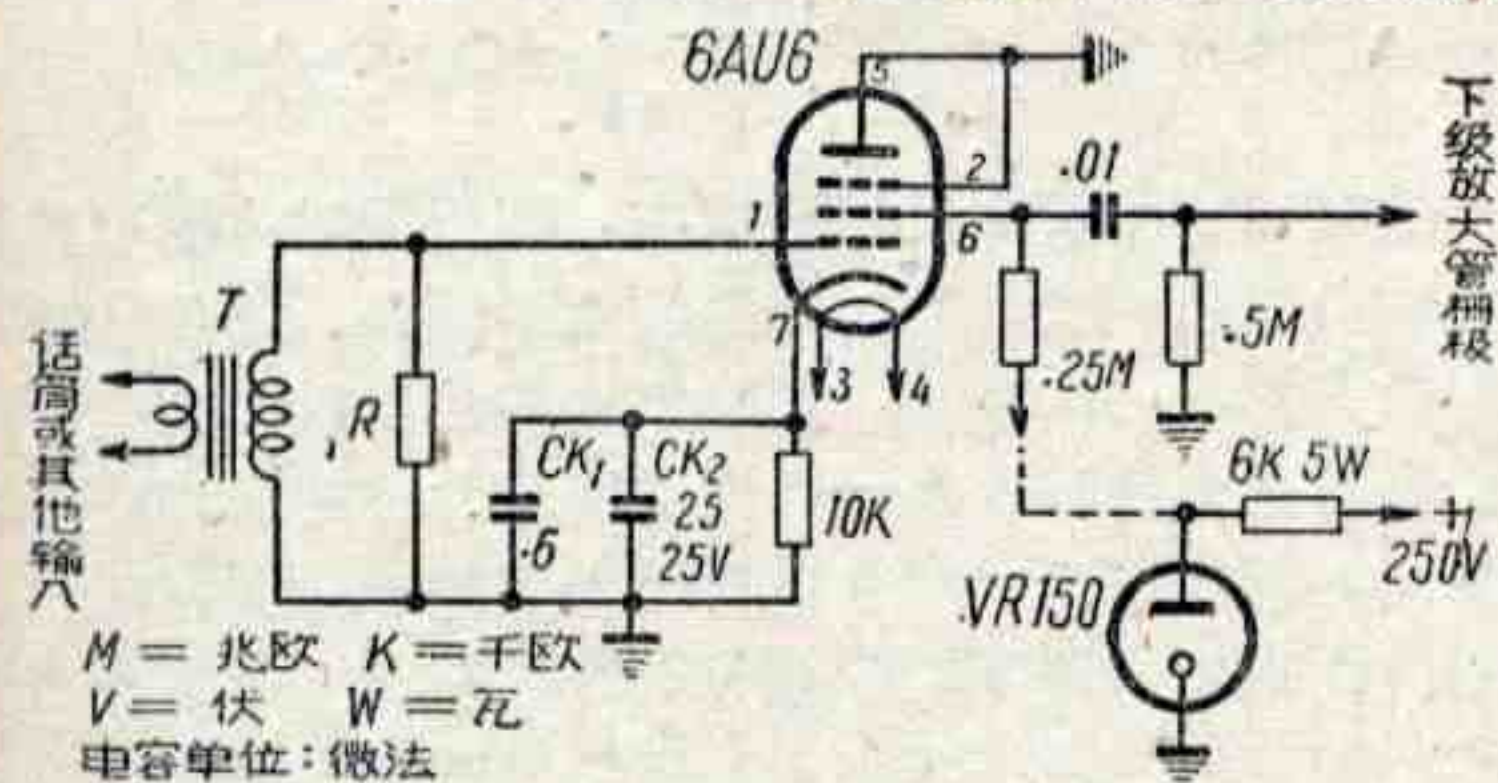 6AU6
5
2
.01
1
6
T
7
.25M
.5M
3
4
话筒或其他输入
R
CK₁
CK₂
25
25V
.6
10K
6K 5W
+
250V
VR150
下级放大管栅极
M = 兆欧 K = 千欧
V = 伏 W = 瓦
电容单位：微法